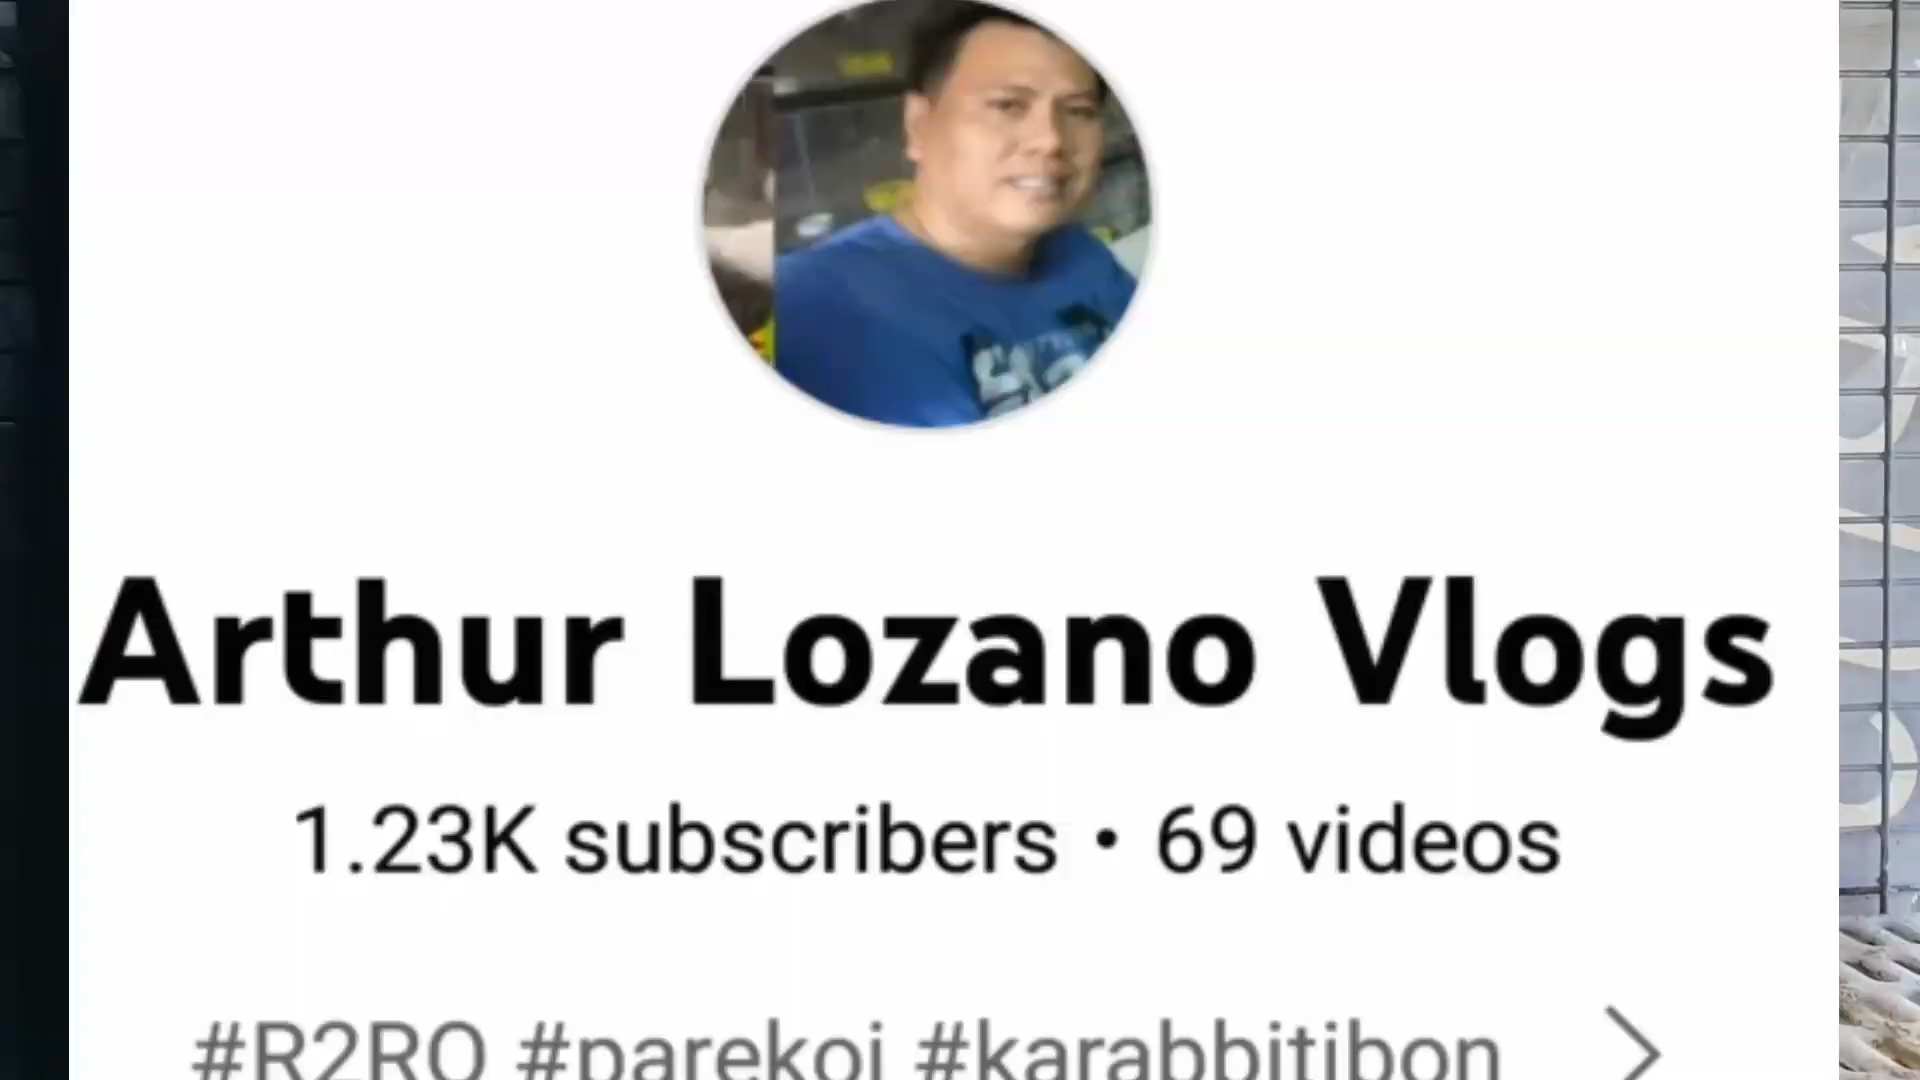 Arthur Lozano Vlogs
1.23K subscribers • 69 videos
#R2RO #parekoi #karabbitibon